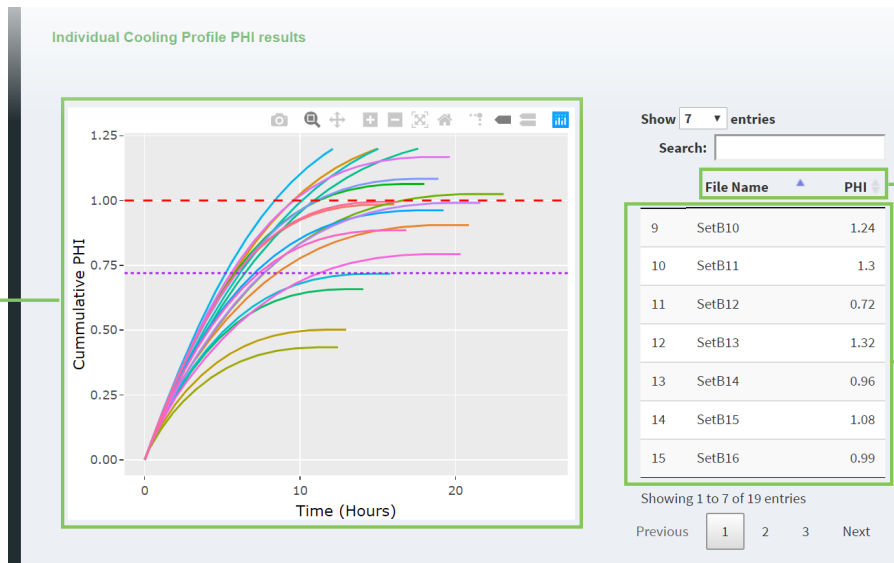 Individual Cooling Profile PHI results
Show 7 entries
Search:
File Name PHI
9 SetB10 1.24
10 SetB11 1.3
11 SetB12 0.72
12 SetB13 1.32
13 SetB14 0.96
14 SetB15 1.08
15 SetB16 0.99
Showing 1 to 7 of 19 entries
Previous 1 2 3 Next
Cummulative PHI
1.25
1.00
0.75
0.50
0.25
0.00
0 10 20
Time (Hours)